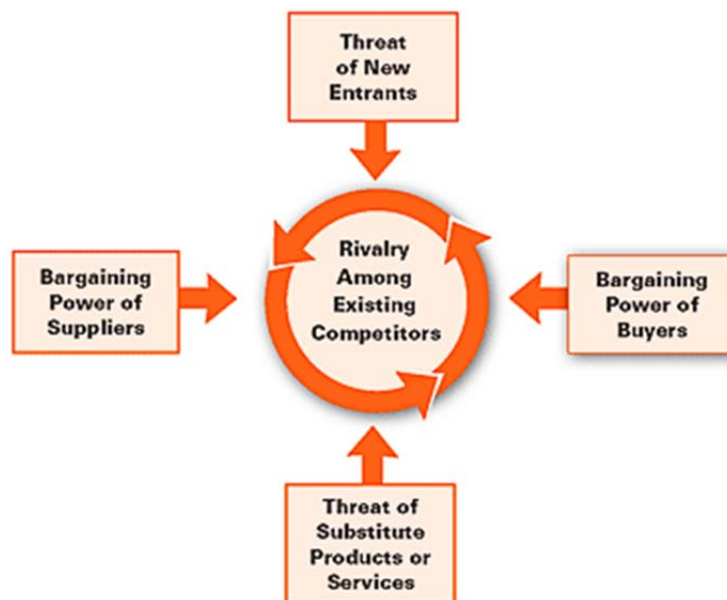 Threat
of New
Entrants
Bargaining
Power of
Suppliers
Rivalry
Among
Existing
Competitors
Bargaining
Power of
Buyers
Threat of
Substitute
Products or
Services